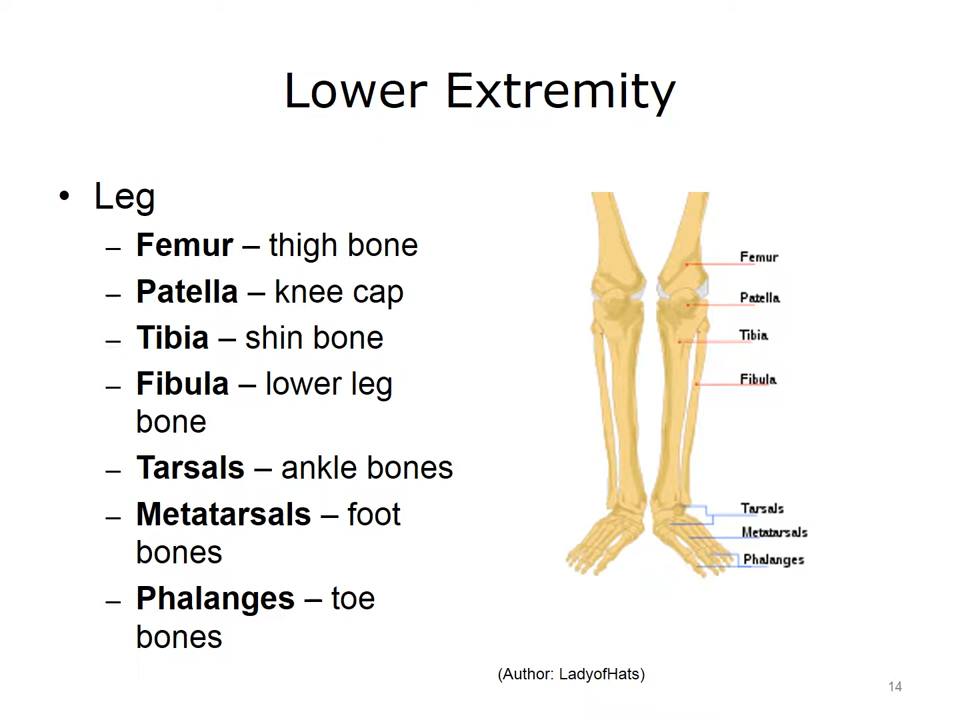 Lower Extremity
• Leg
– Femur – thigh bone
– Patella – knee cap
– Tibia – shin bone
– Fibula – lower leg
bone
– Tarsals – ankle bones
– Metatarsals – foot
bones
– Phalanges – toe
bones
Femur
Patella
Tibia
Fibula
Tarsals
Metatarsals
Phalanges
(Author: LadyofHats)
14